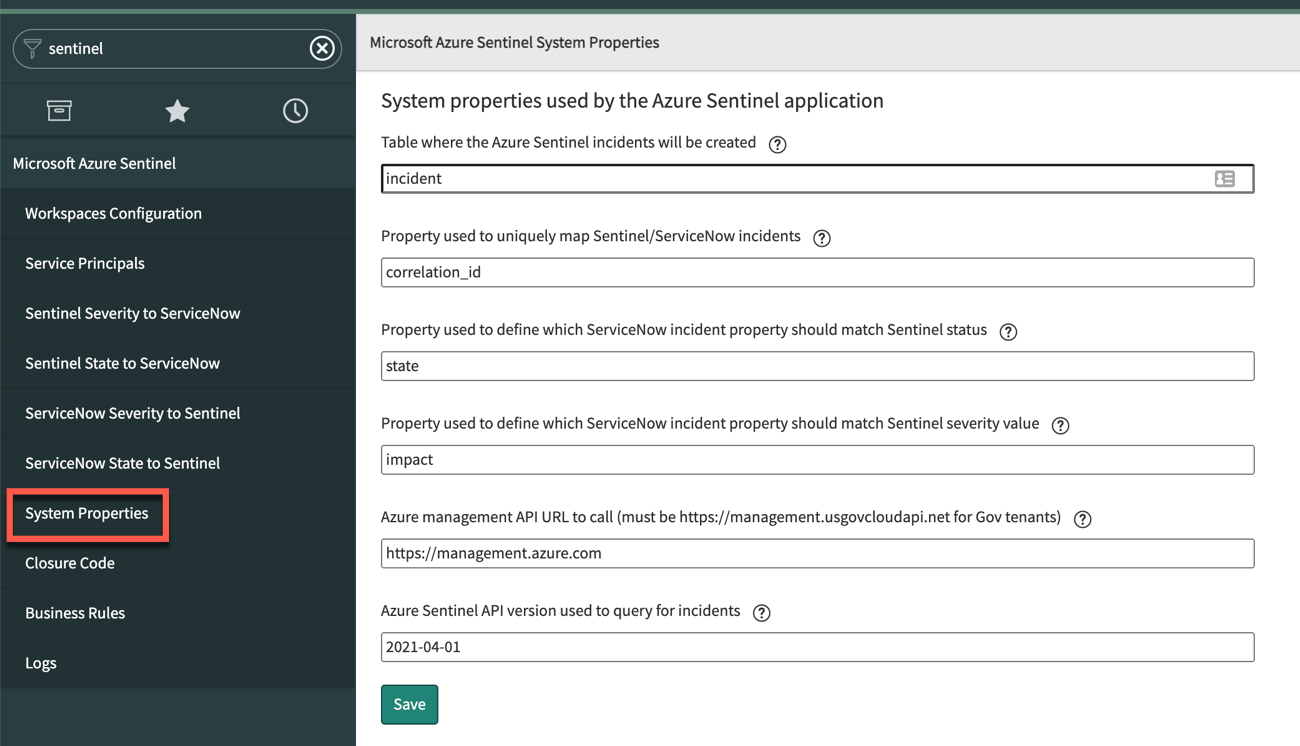 sentinel
Microsoft Azure Sentinel
Workspaces Configuration
Service Principals
Sentinel Severity to ServiceNow
Sentinel State to ServiceNow
ServiceNow Severity to Sentinel
ServiceNow State to Sentinel
System Properties
Closure Code
Business Rules
Logs
Microsoft Azure Sentinel System Properties
System properties used by the Azure Sentinel application
Table where the Azure Sentinel incidents will be created ?
incident
Property used to uniquely map Sentinel/ServiceNow incidents ?
correlation_id
Property used to define which ServiceNow incident property should match Sentinel status ?
state
Property used to define which ServiceNow incident property should match Sentinel severity value ?
impact
Azure management API URL to call (must be https://management.usgovcloudapi.net for Gov tenants) ?
https://management.azure.com
Azure Sentinel API version used to query for incidents ?
2021-04-01
Save